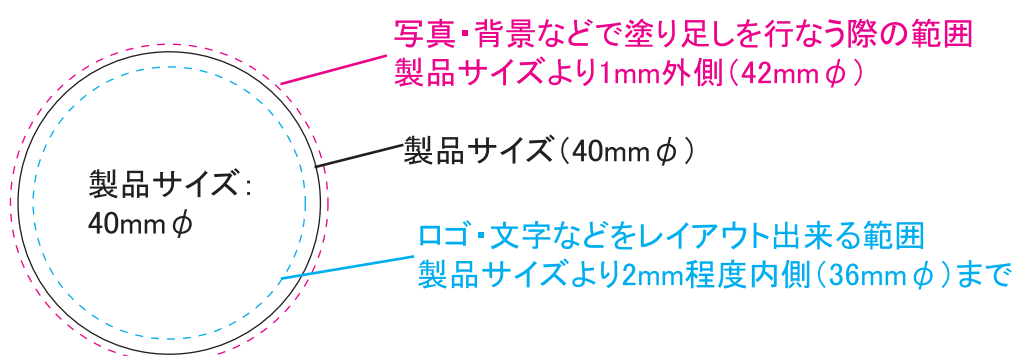 写真・背景などで塗り足しを行なう際の範囲
製品サイズより1mm外側（42mmφ）
製品サイズ（40mmφ）
製品サイズ：
40mmφ
ロゴ・文字などをレイアウト出来る範囲
製品サイズより2mm程度内側（36mmφ）まで